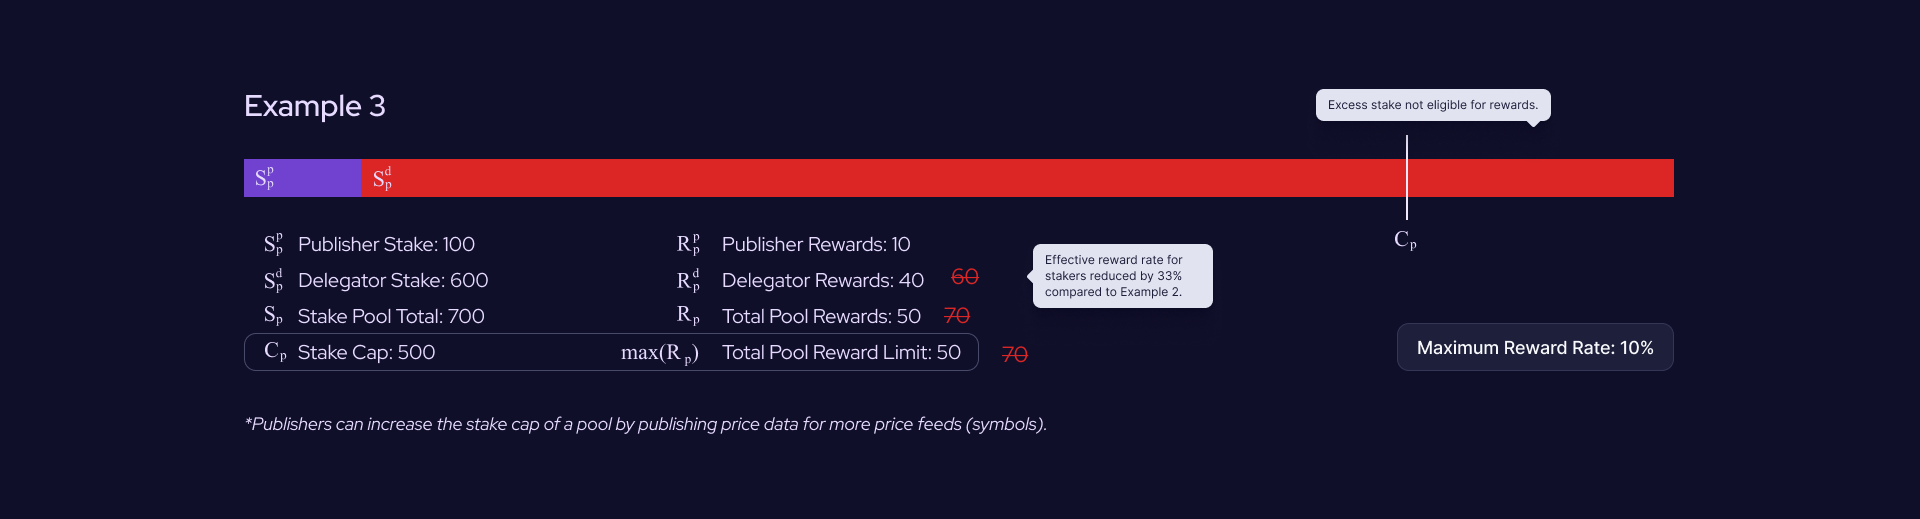 Example 3
Excess stake not eligible for rewards.
S_p^p S_p^d
C_p
S_p^p Publisher Stake: 100
S_p^d Delegator Stake: 600
S_p Stake Pool Total: 700
C_p Stake Cap: 500
R_p^p Publisher Rewards: 10
R_p^d Delegator Rewards: 40 60
R_p Total Pool Rewards: 50 70
max(R_p) Total Pool Reward Limit: 50 70
Effective reward rate for
stakers reduced by 33%
compared to Example 2.
Maximum Reward Rate: 10%
*Publishers can increase the stake cap of a pool by publishing price data for more price feeds (symbols).